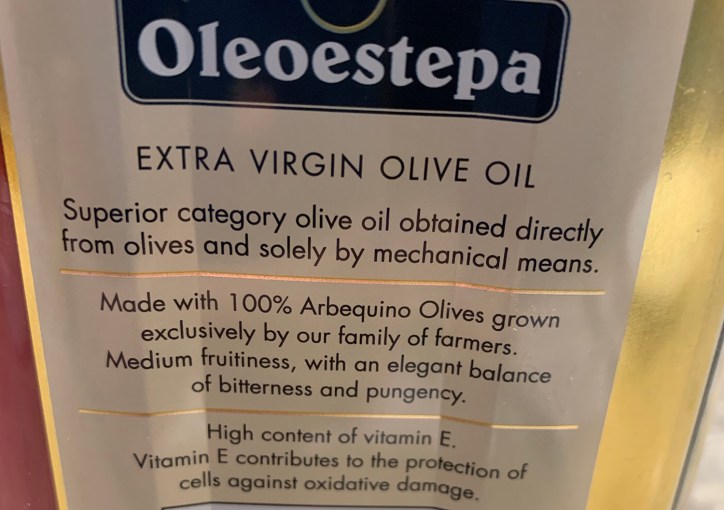 Oleoestepa
EXTRA VIRGIN OLIVE OIL
Superior category olive oil obtained directly
from olives and solely by mechanical means.
Made with 100% Arbequino Olives grown
exclusively by our family of farmers.
Medium fruitiness, with an elegant balance
of bitterness and pungency.
High content of vitamin E.
Vitamin E contributes to the protection of
cells against oxidative damage.